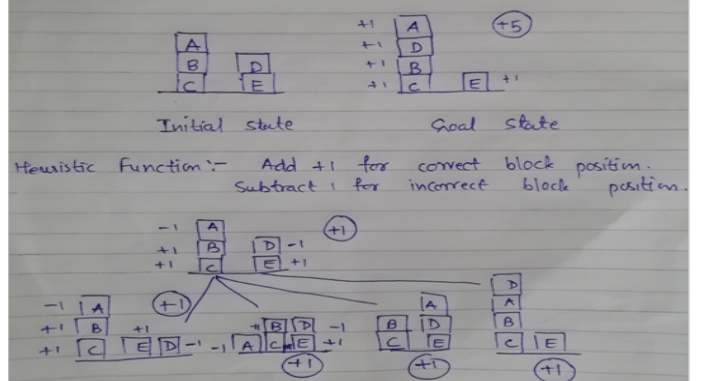 +1 A +5
A +1 D
B D +1 B
C E +1 C E +1
Initial state Goal state
Heuristic Function :- Add +1 for correct block position.
Subtract 1 for incorrect block position.
-1 A +1
+1 B D -1
+1 C E +1
D
-1 A +1 B D -1 A A
+1 B +1 B D B
+1 C E D -1 -1 A C E +1 C E C E
+1 +1 +1